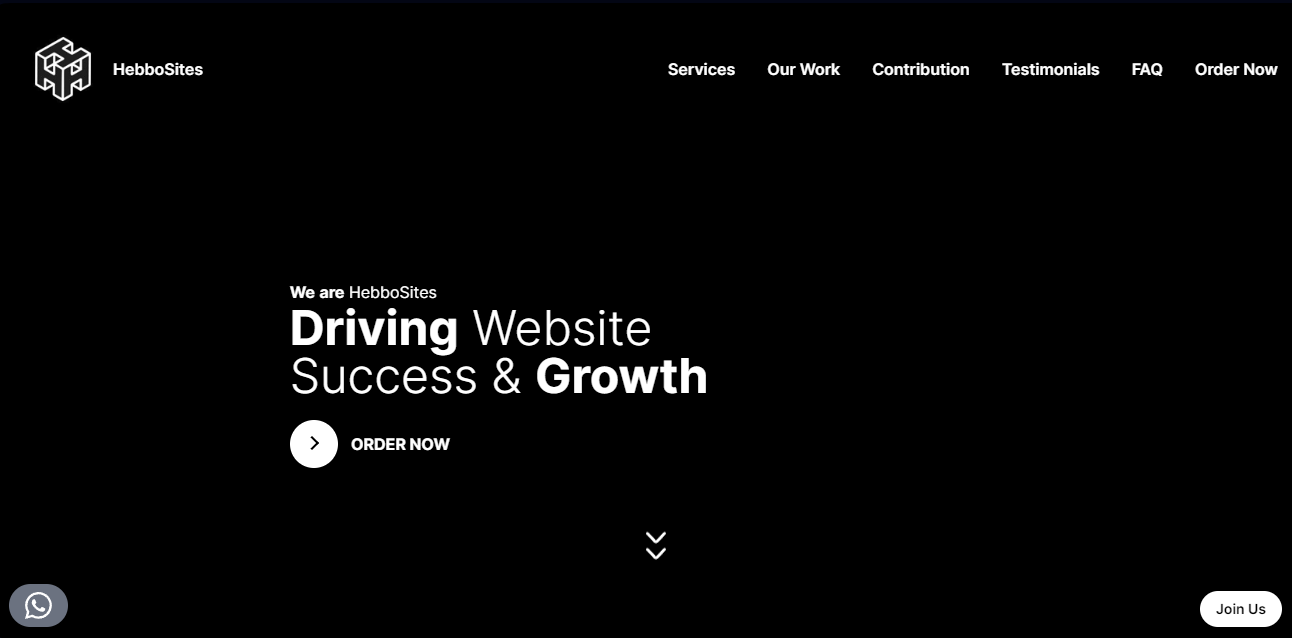 HebboSites
Services
Our Work
Contribution
Testimonials
FAQ
Order Now
We are HebboSites
Driving Website
Success & Growth
ORDER NOW
Join Us